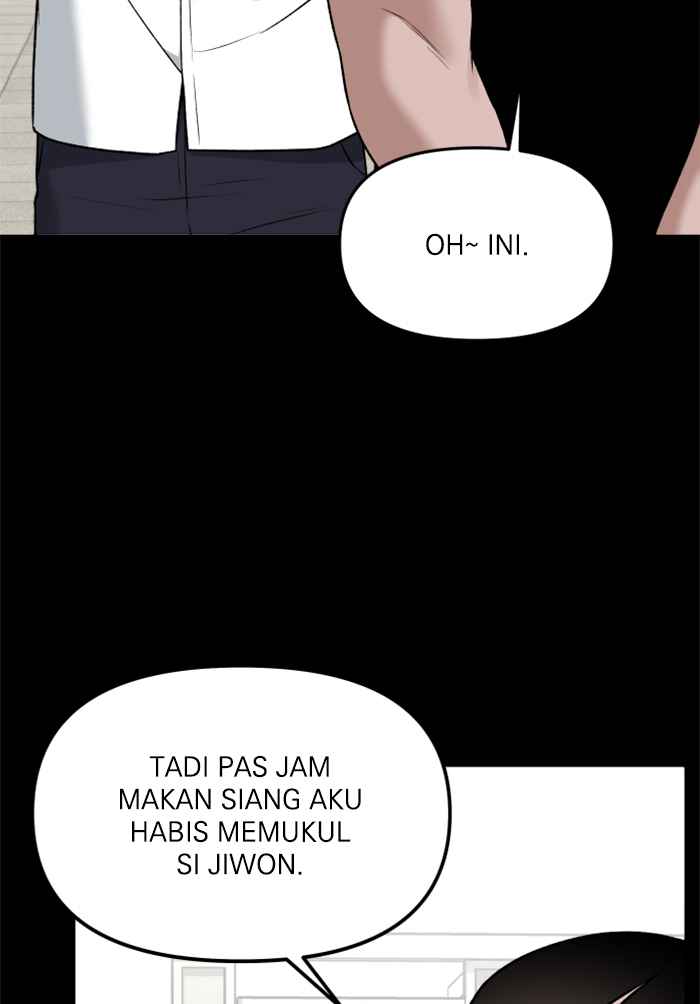 OH~ INI.
TADI PAS JAM
MAKAN SIANG AKU
HABIS MEMUKUL
SI JIWON.